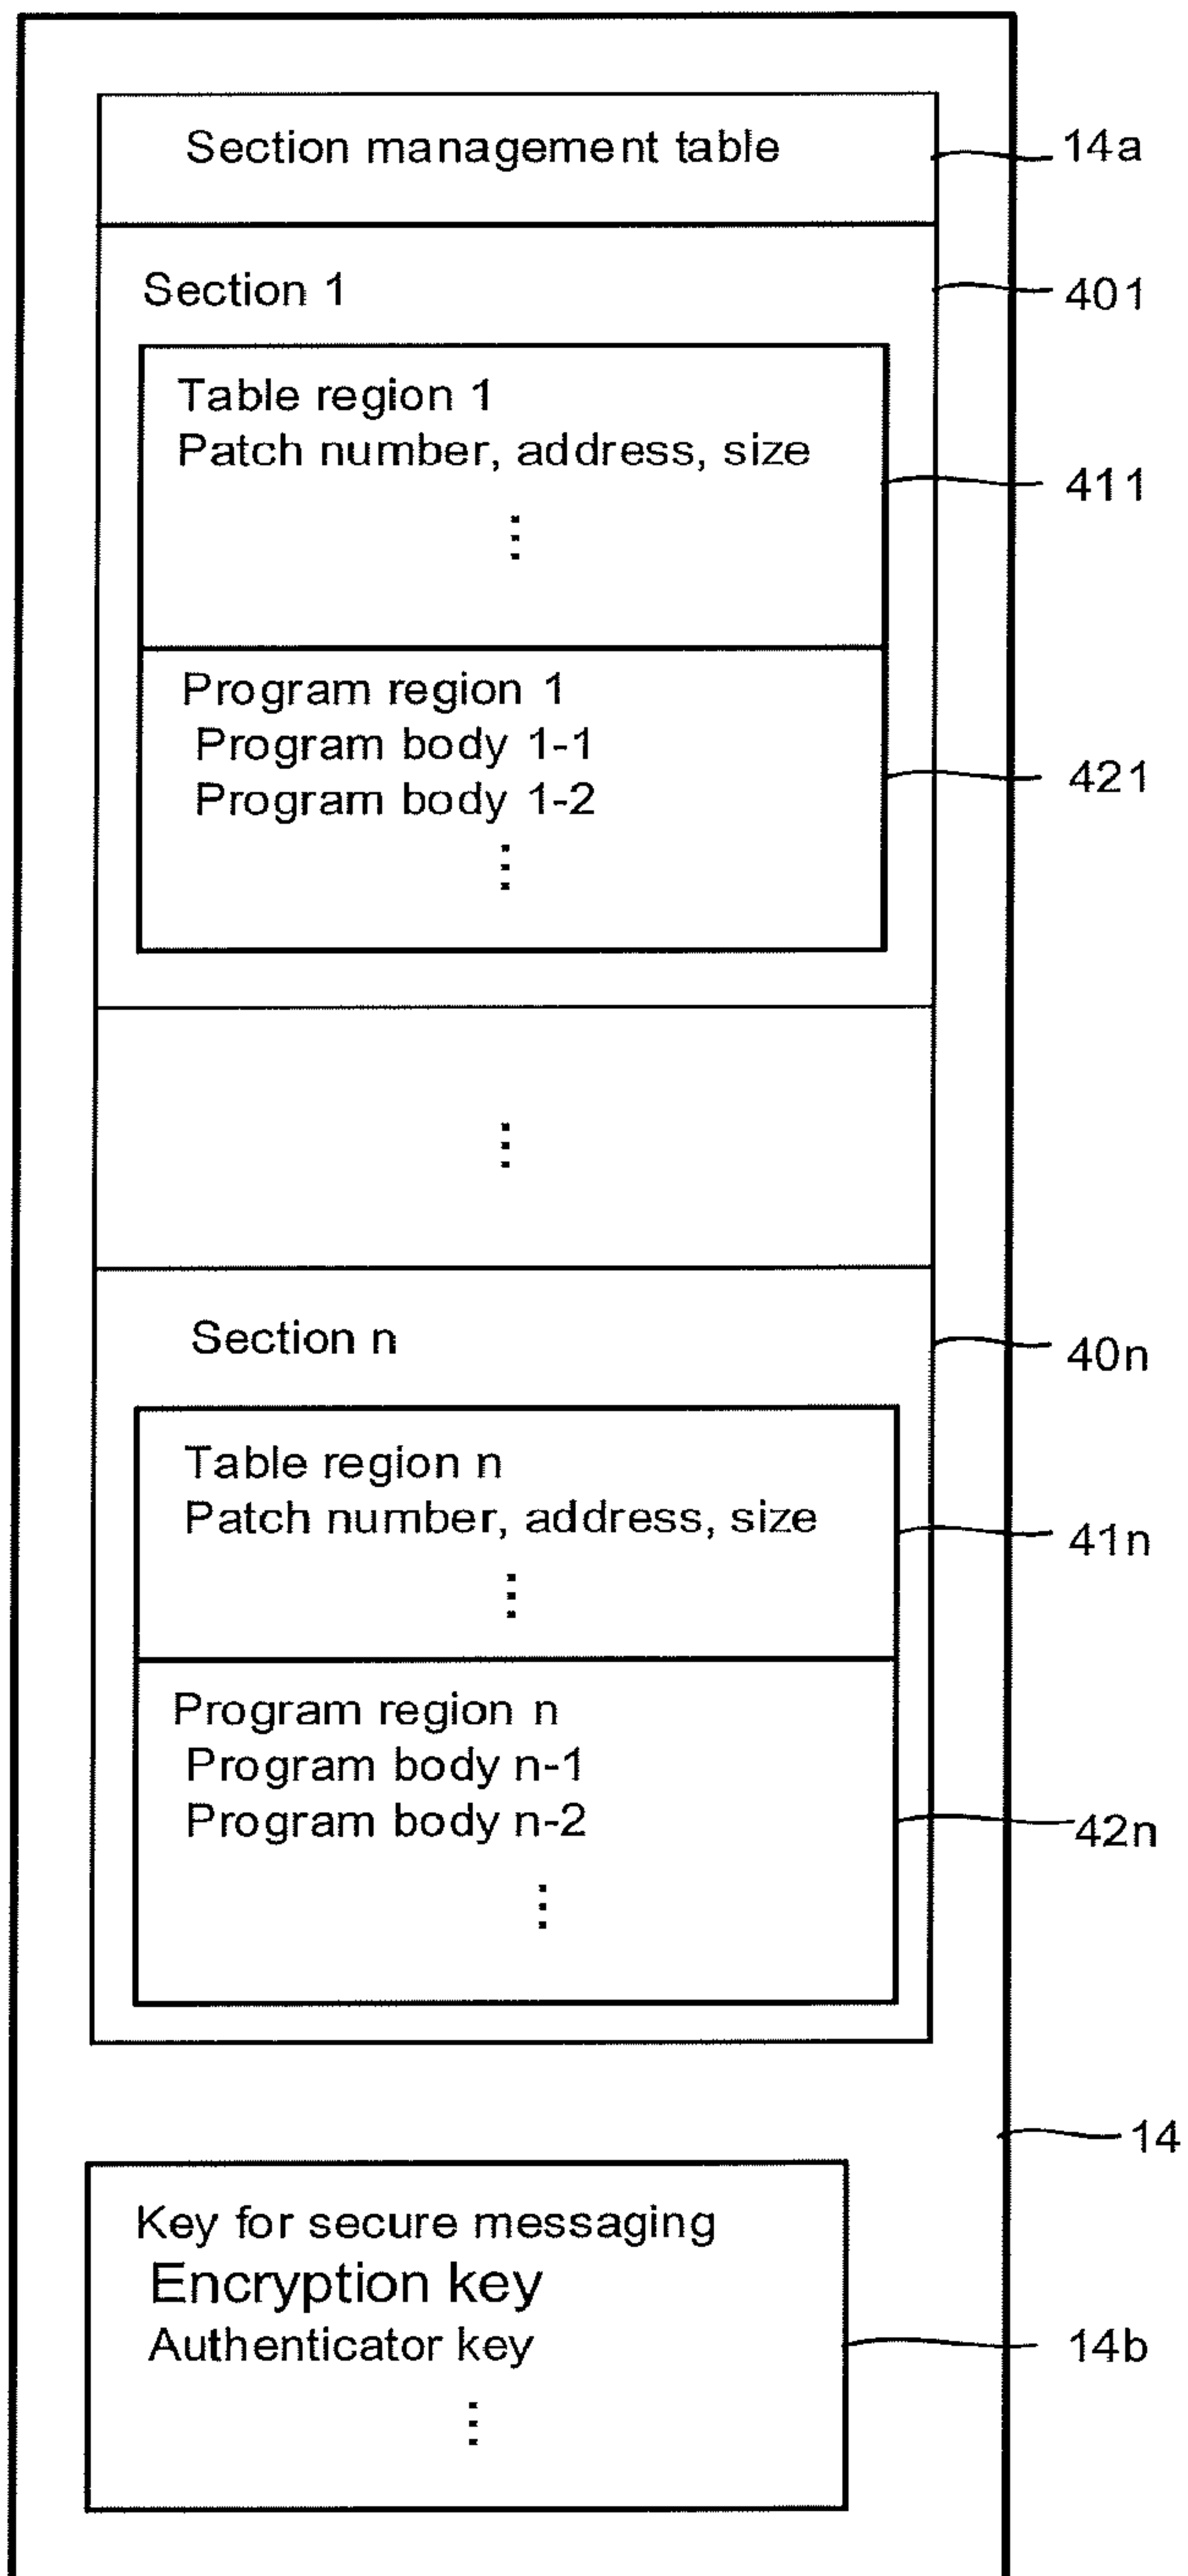 Section management table
14a
Section 1
401
Table region 1
Patch number, address, size
411
Program region 1
Program body 1-1
Program body 1-2
421
Section n
40n
Table region n
Patch number, address, size
41n
Program region n
Program body n-1
Program body n-2
42n
14
Key for secure messaging
Encryption key
Authenticator key
14b